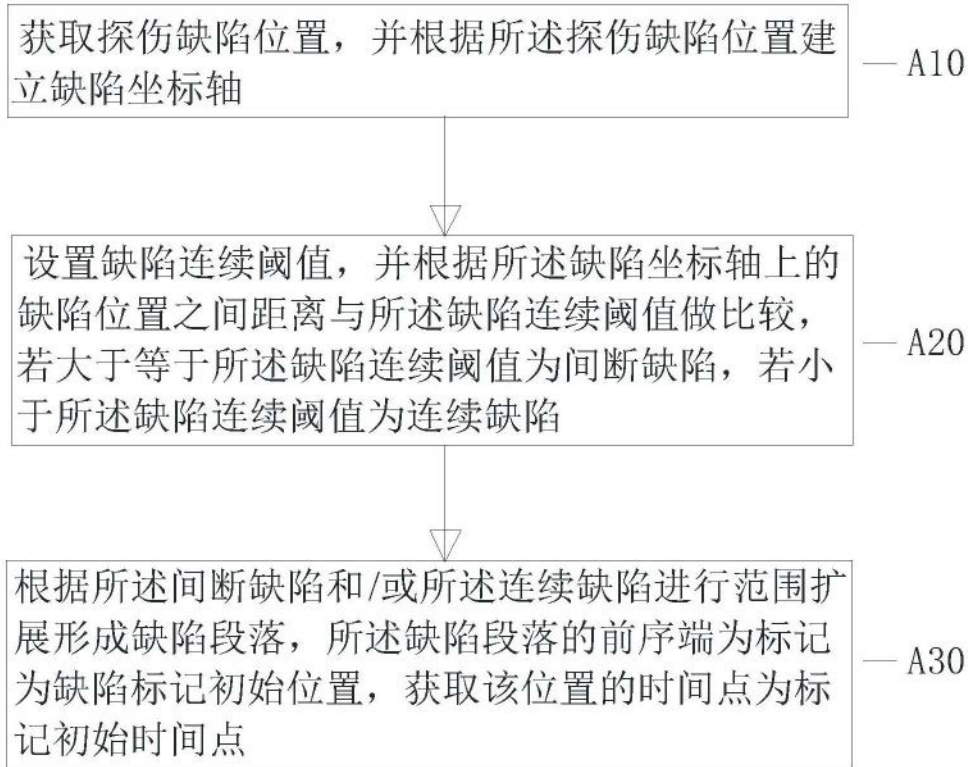 获取探伤缺陷位置，并根据所述探伤缺陷位置建
立缺陷坐标轴
A10
设置缺陷连续阈值，并根据所述缺陷坐标轴上的
缺陷位置之间距离与所述缺陷连续阈值做比较，
若大于等于所述缺陷连续阈值为间断缺陷，若小
于所述缺陷连续阈值为连续缺陷
A20
根据所述间断缺陷和/或所述连续缺陷进行范围扩
展形成缺陷段落，所述缺陷段落的前序端为标记
为缺陷标记初始位置，获取该位置的时间点为标
记初始时间点
A30